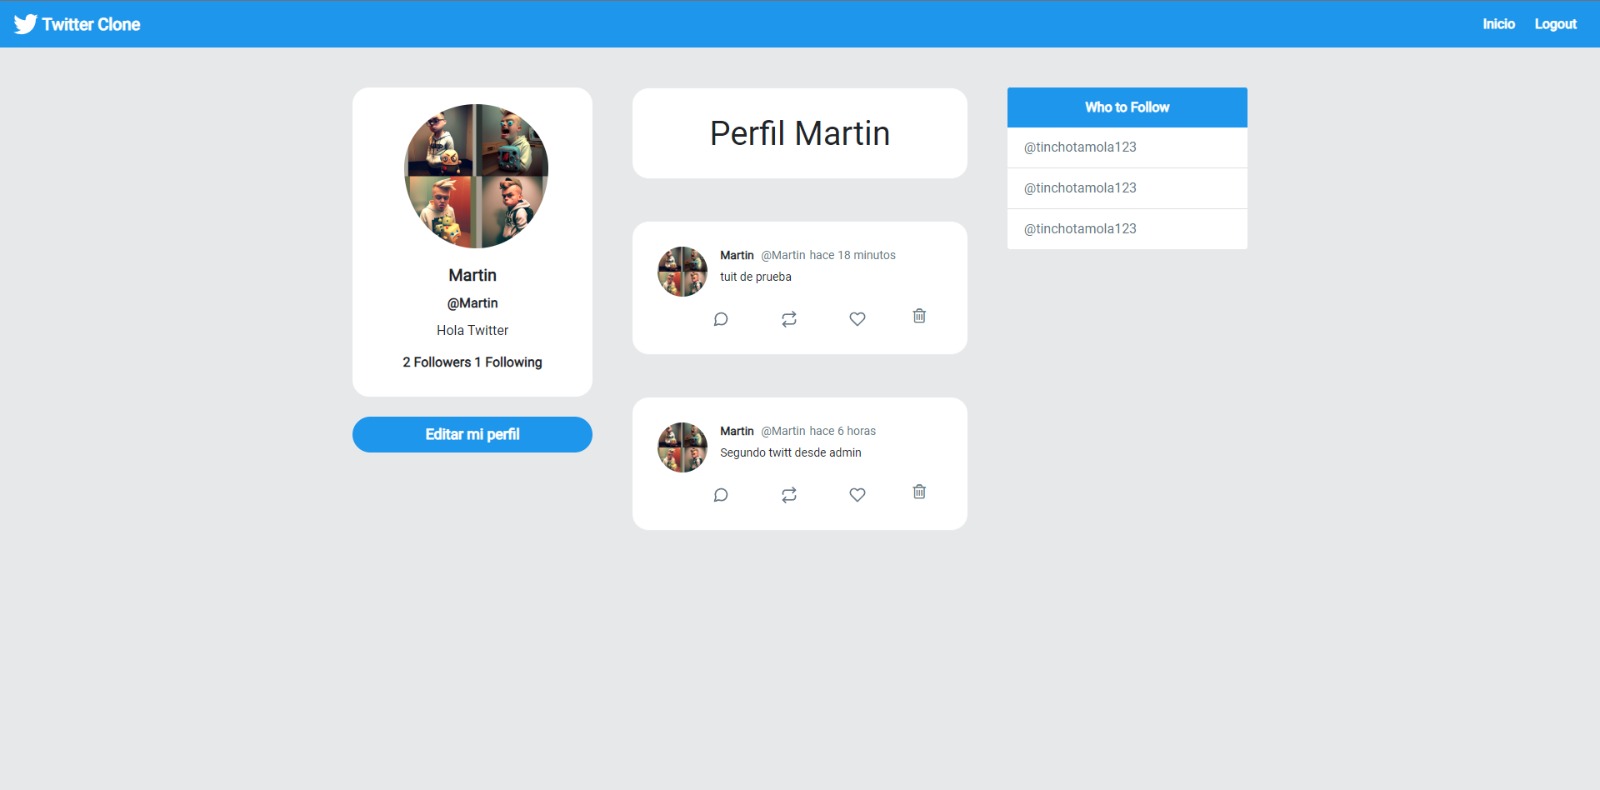 Twitter Clone
Inicio Logout
Martin
@Martin
Hola Twitter
2 Followers 1 Following
Editar mi perfil
Perfil Martin
Martin @Martin hace 18 minutos
tuit de prueba
Martin @Martin hace 6 horas
Segundo twitt desde admin
Who to Follow
@tinchotamola123
@tinchotamola123
@tinchotamola123